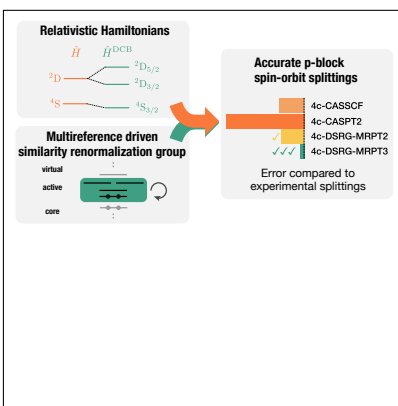 Relativistic Hamiltonians
Ĥ Ĥ^DCB
²D ²D₅/₂
²D₃/₂
⁴S ⁴S₃/₂
Multireference driven
similarity renormalization group
virtual
active
core
Accurate p-block
spin-orbit splittings
4c-CASSCF
4c-CASPT2
✓ 4c-DSRG-MRPT2
✓✓✓ 4c-DSRG-MRPT3
Error compared to
experimental splittings